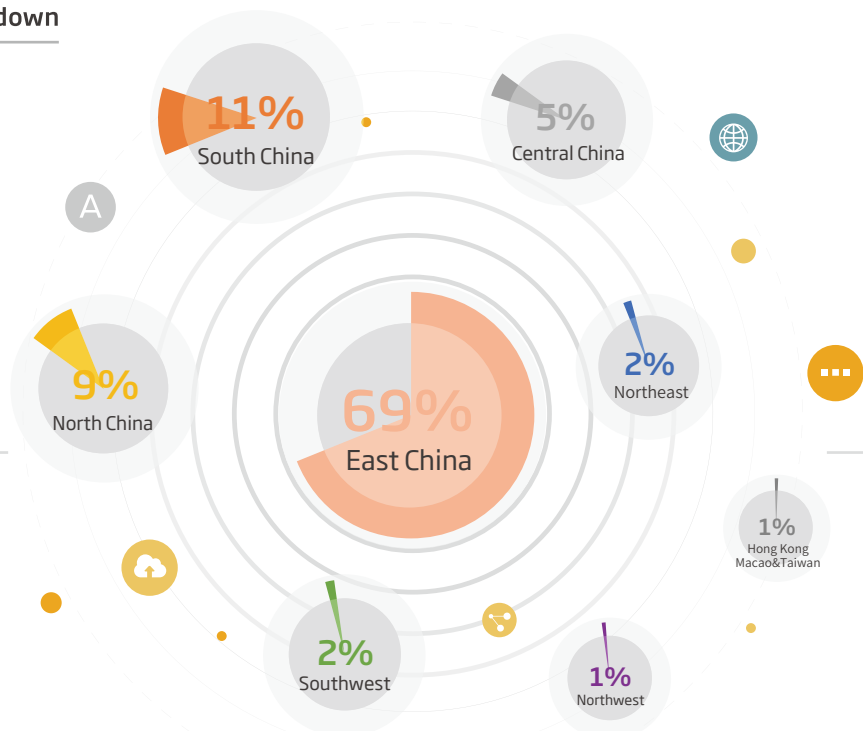 down
11%
South China
5%
Central China
A
9%
North China
69%
East China
2%
Northeast
1%
Hong Kong
Macao&Taiwan
2%
Southwest
1%
Northwest